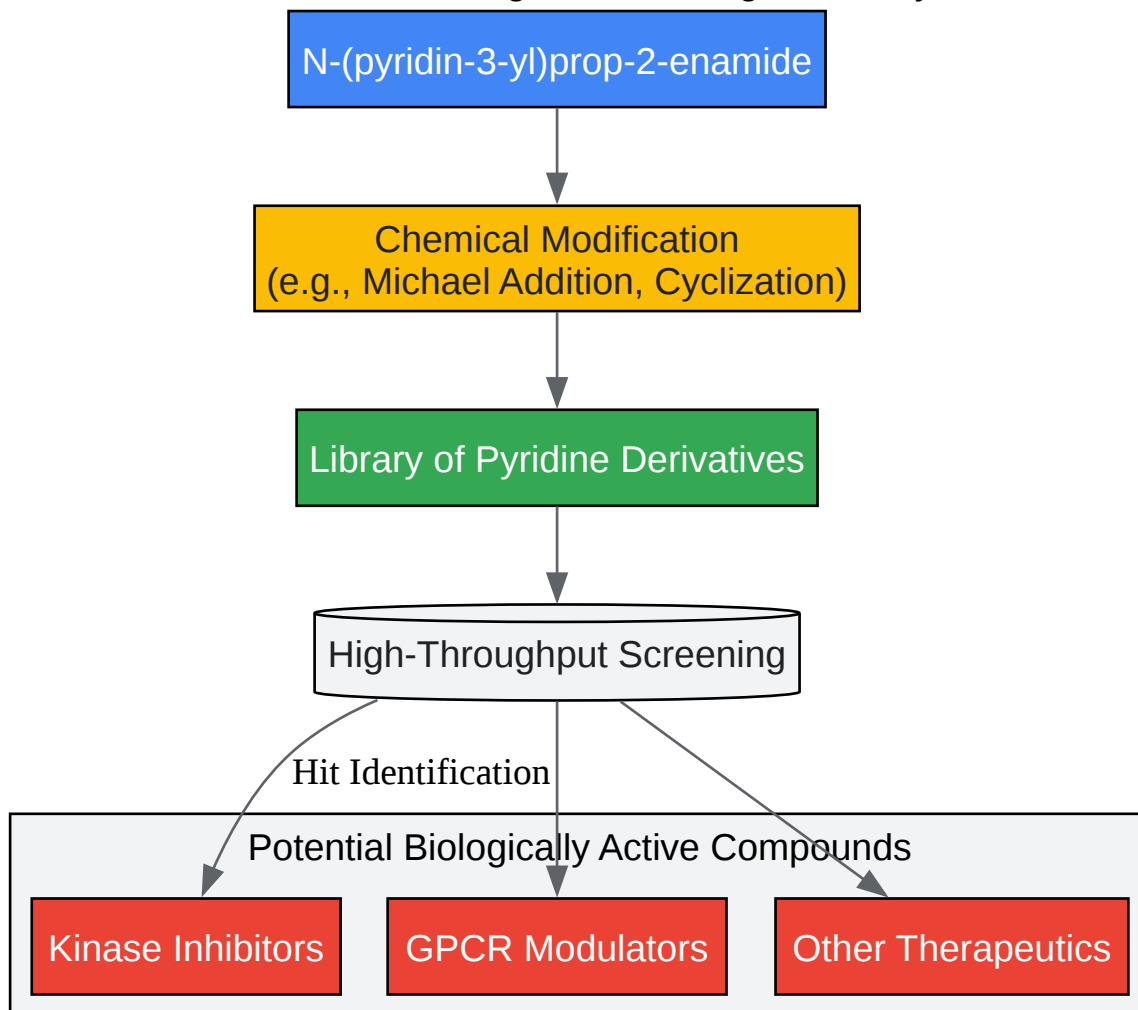 N-(pyridin-3-yl)prop-2-enamide
Chemical Modification
(e.g., Michael Addition, Cyclization)
Library of Pyridine Derivatives
High-Throughput Screening
Hit Identification
Potential Biologically Active Compounds
Kinase Inhibitors
GPCR Modulators
Other Therapeutics